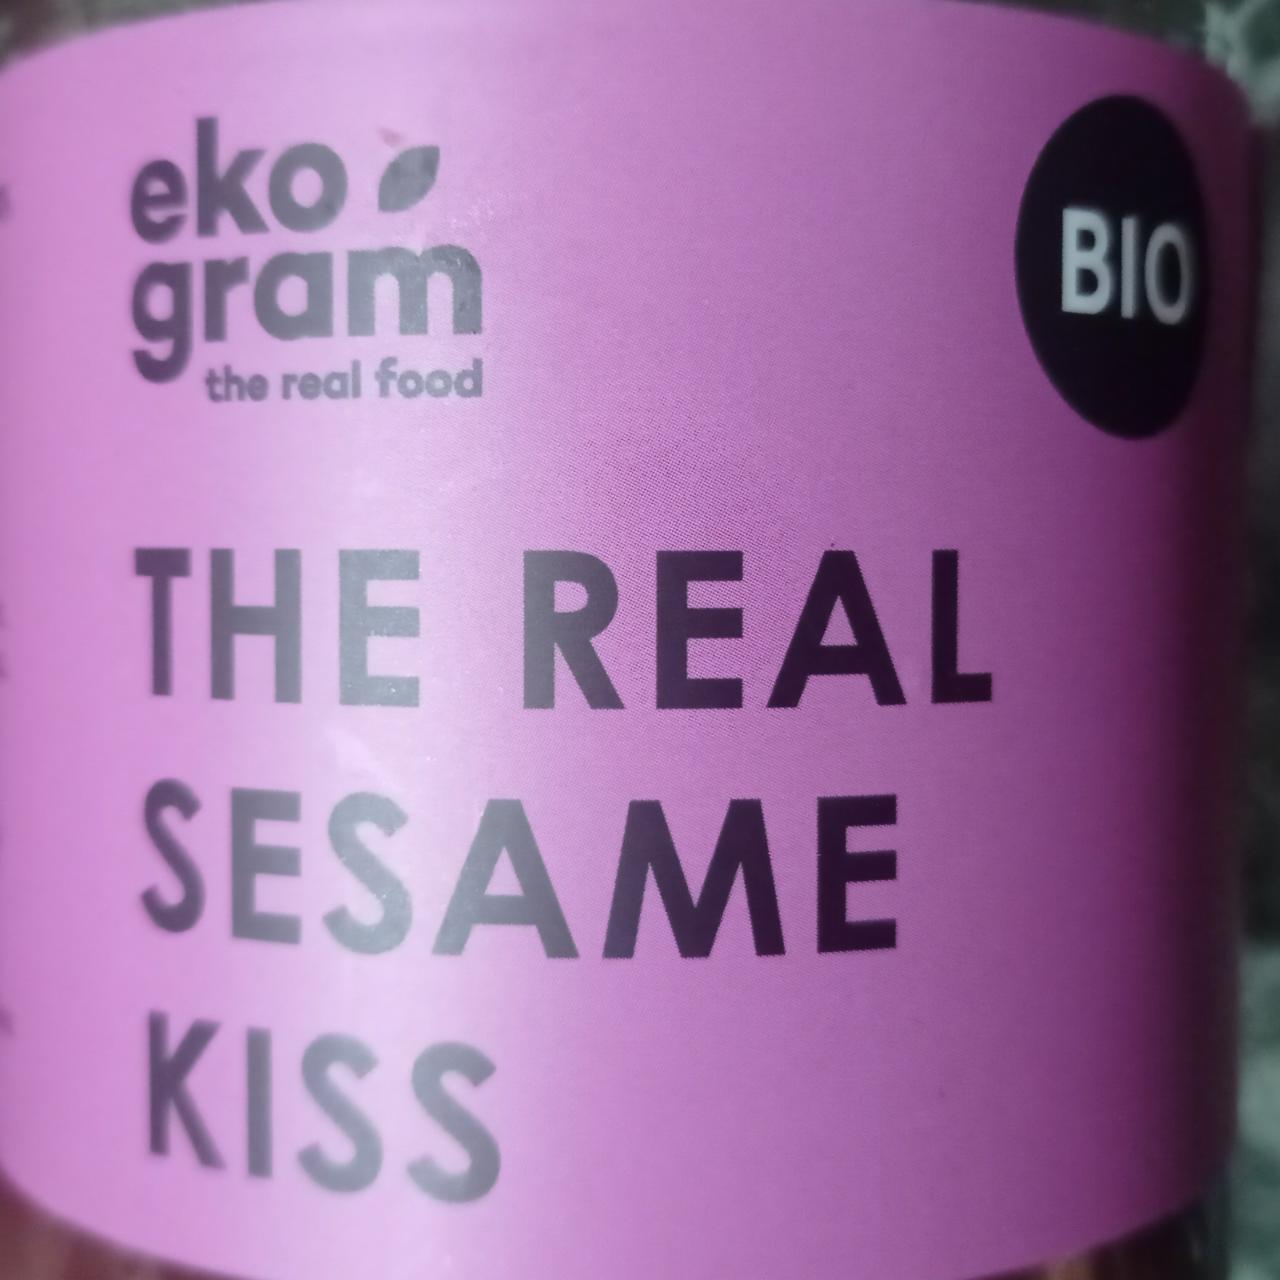 eko
gram
the real food
BIO
THE REAL
SESAME
KISS